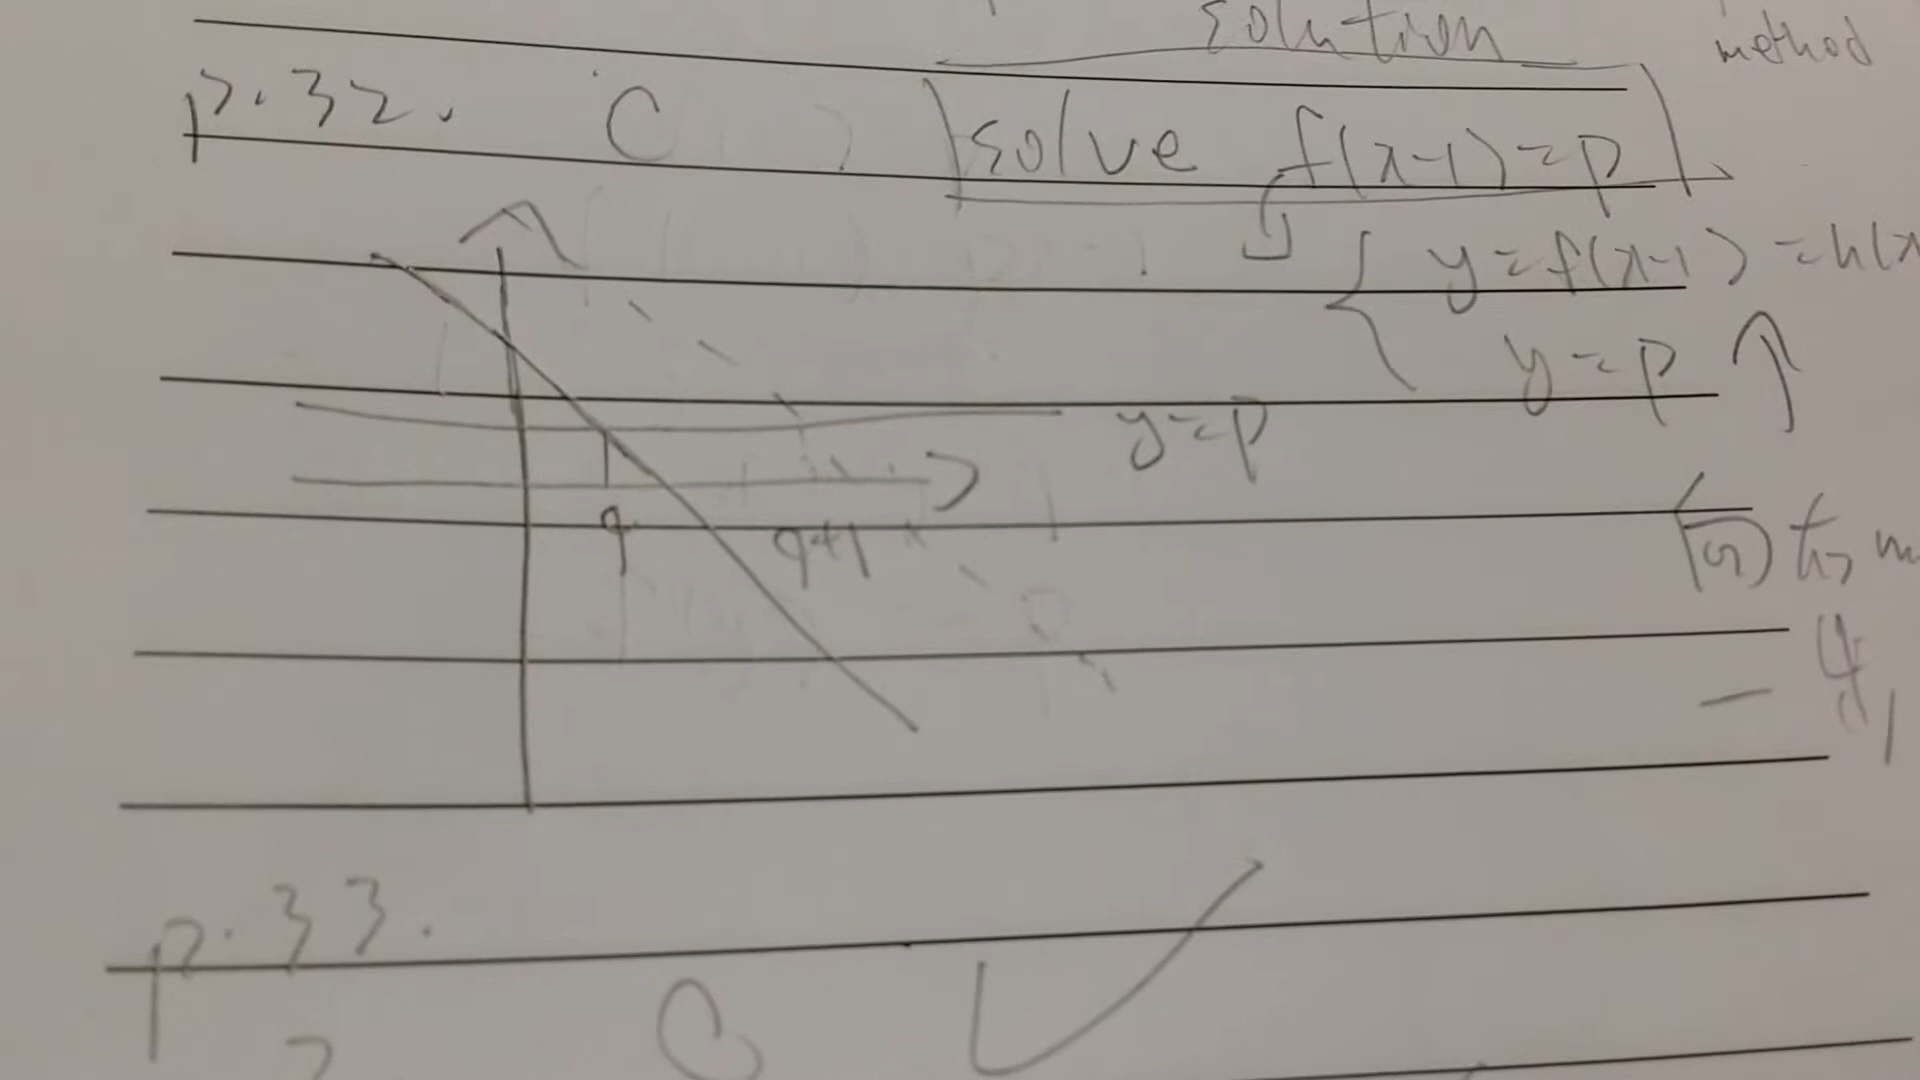 solution
method
p.32. C
solve f(x-1)=p
y=f(x-1)=h(x
y=p
y=p
q
q+1
p.33.